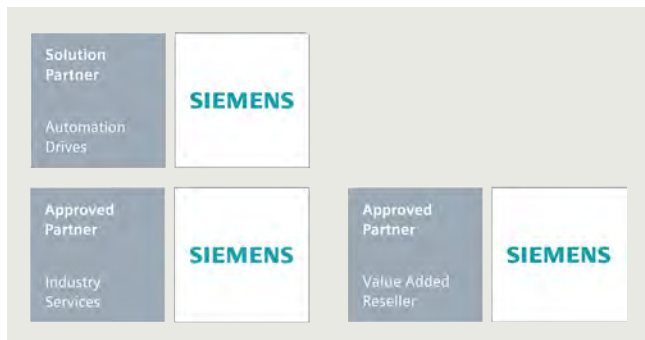 Solution
Partner
Automation
Drives
SIEMENS
Approved
Partner
Industry
Services
SIEMENS
Approved
Partner
Value Added
Reseller
SIEMENS